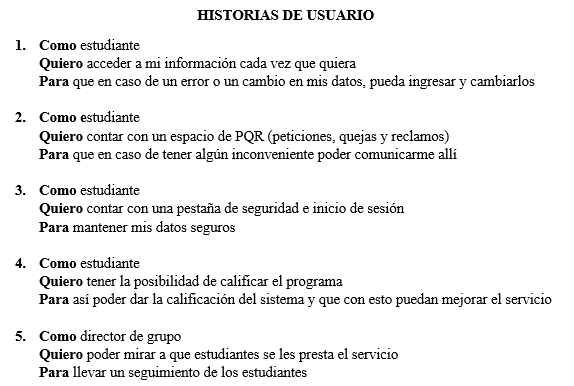 HISTORIAS DE USUARIO
1. Como estudiante
Quiero acceder a mi información cada vez que quiera
Para que en caso de un error o un cambio en mis datos, pueda ingresar y cambiarlos
2. Como estudiante
Quiero contar con un espacio de PQR (peticiones, quejas y reclamos)
Para que en caso de tener algún inconveniente poder comunicarme allí
3. Como estudiante
Quiero contar con una pestaña de seguridad e inicio de sesión
Para mantener mis datos seguros
4. Como estudiante
Quiero tener la posibilidad de calificar el programa
Para así poder dar la calificación del sistema y que con esto puedan mejorar el servicio
5. Como director de grupo
Quiero poder mirar a que estudiantes se les presta el servicio
Para llevar un seguimiento de los estudiantes